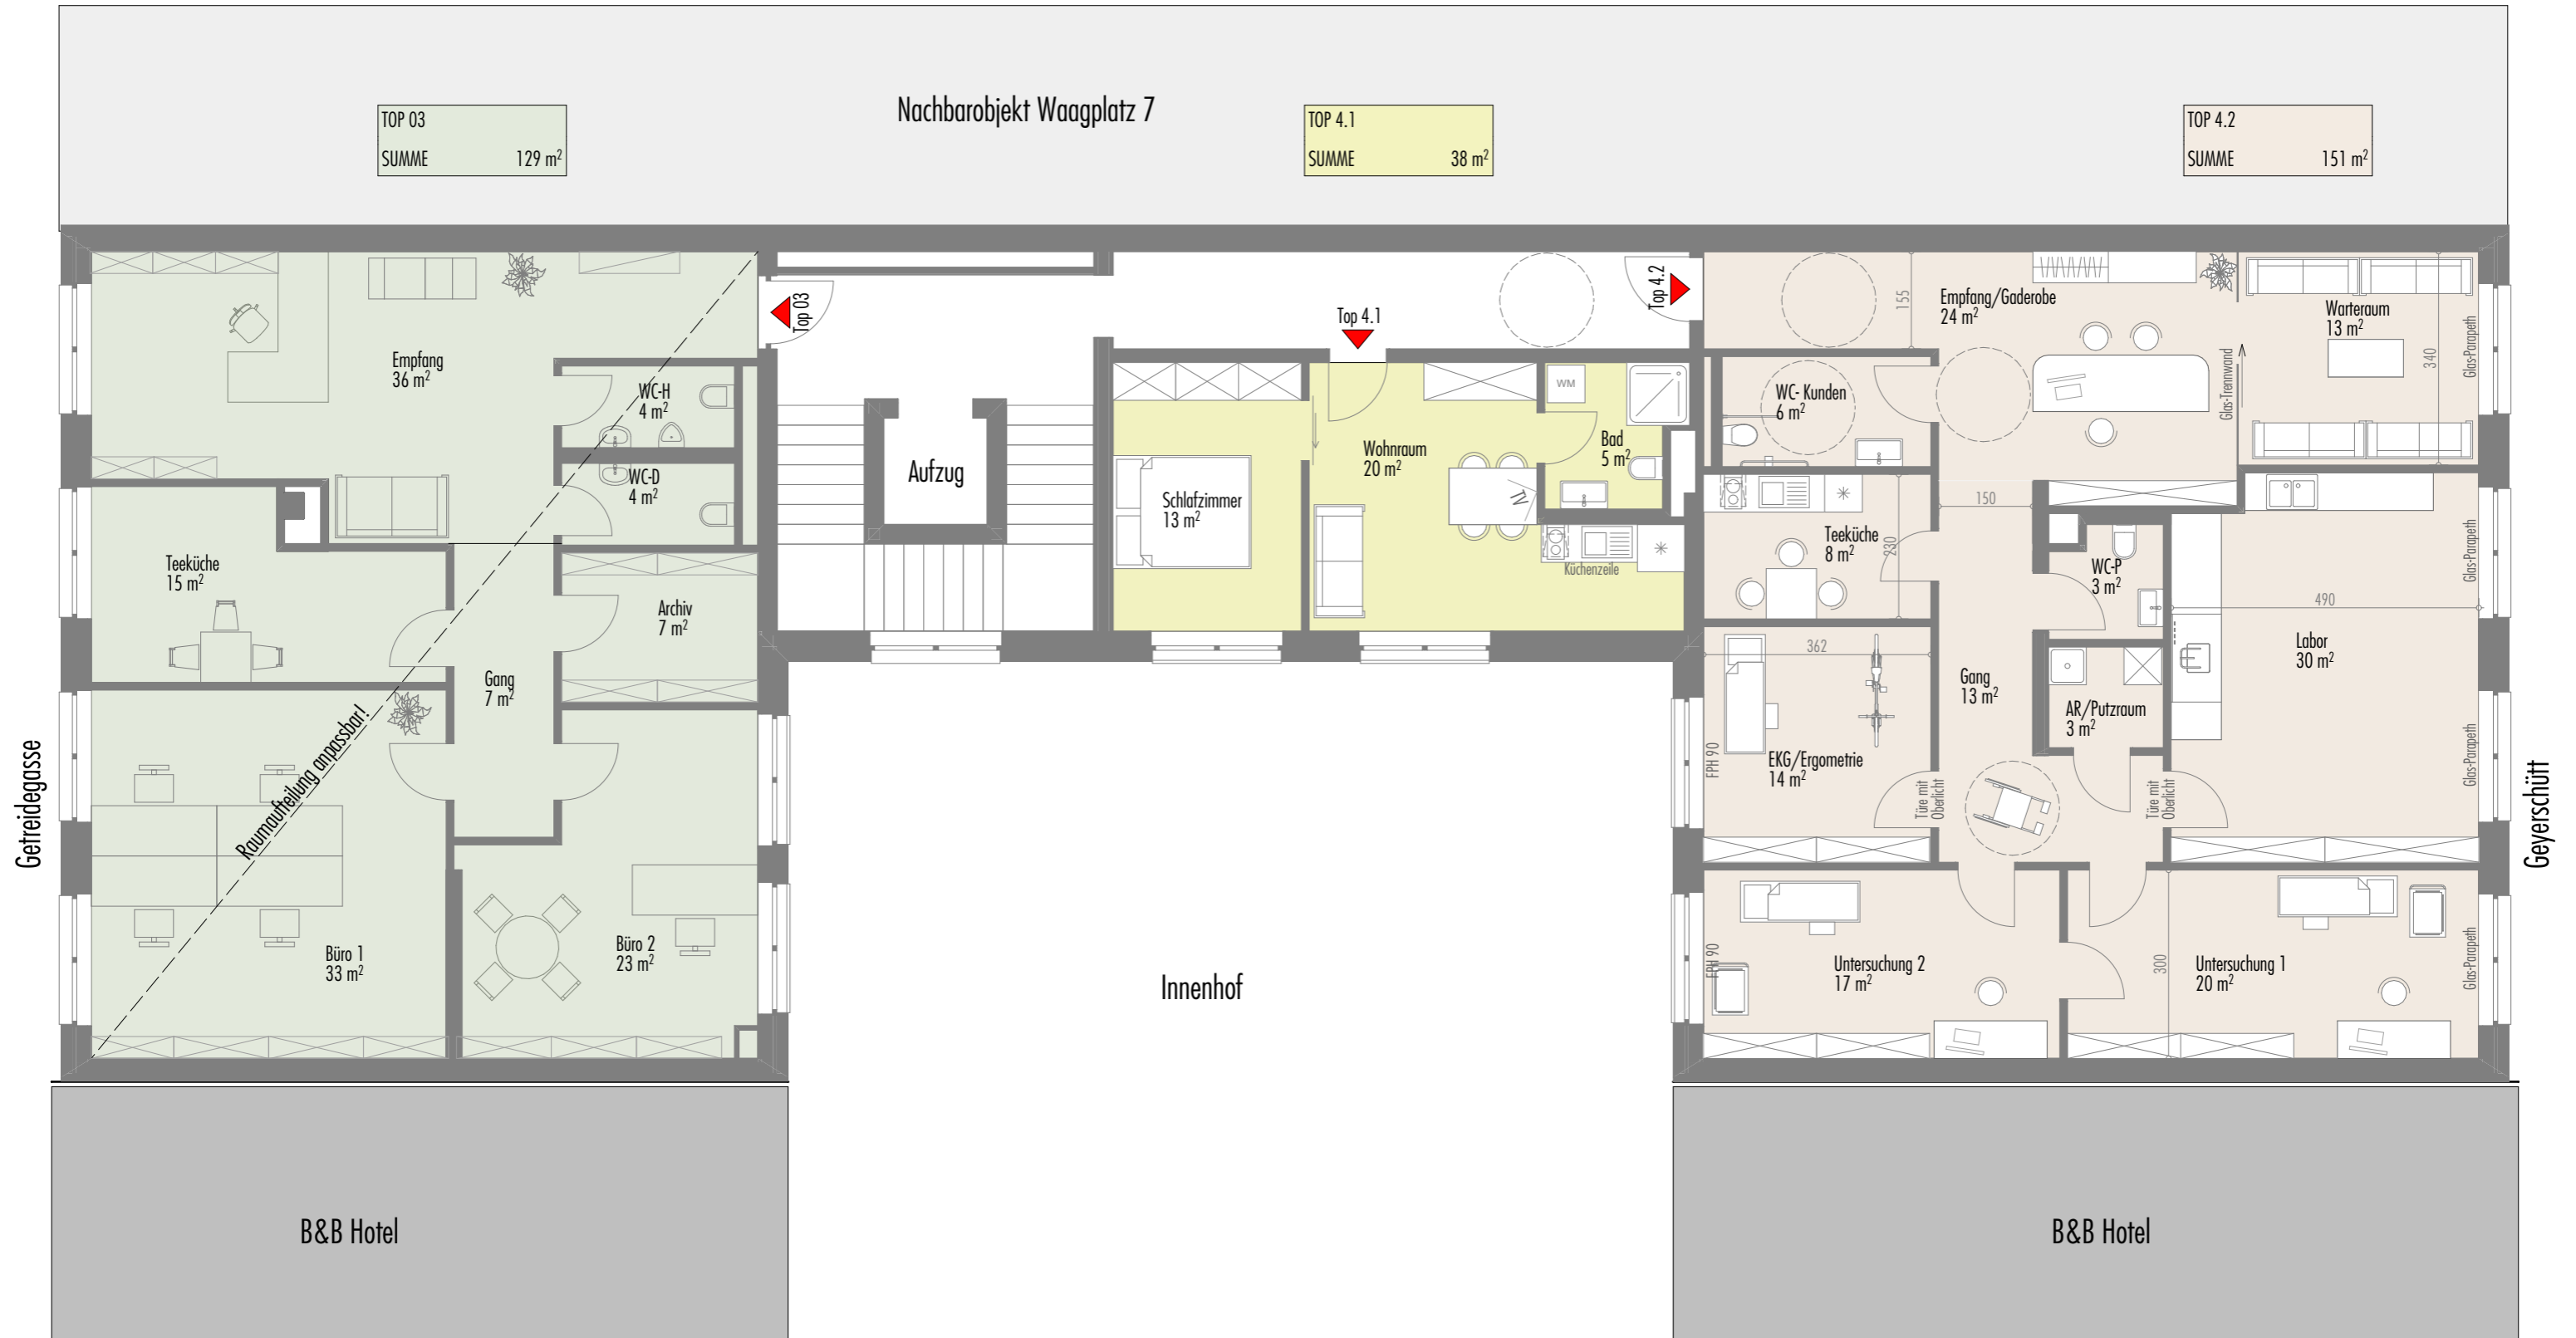 Nachbarobjekt Waagplatz 7
TOP 03
SUMME 129 m²
TOP 4.1
SUMME 38 m²
TOP 4.2
SUMME 151 m²
Getreidegasse
Empfang
36 m²
WC-H
4 m²
WC-D
4 m²
Teeküche
15 m²
Archiv
7 m²
Gang
7 m²
Raumaufteilung anpassbar!
Büro 1
33 m²
Büro 2
23 m²
Top 03
Aufzug
Top 4.1
Top 4.2
Schlafzimmer
13 m²
Wohnraum
20 m²
WM
Bad
5 m²
TV
Küchenzeile
Innenhof
155
Empfang/Gaderobe
24 m²
Warteraum
13 m²
340
Glas-Parapeth
Glas-Trennwand
WC- Kunden
6 m²
150
Teeküche
8 m²
230
WC-P
3 m²
Glas-Parapeth
490
Labor
30 m²
362
Gang
13 m²
AR/Putzraum
3 m²
FPH 90
EKG/Ergometrie
14 m²
Türe mit
Oberlicht
Türe mit
Oberlicht
Glas-Parapeth
FPH 90
Untersuchung 2
17 m²
300
Untersuchung 1
20 m²
Glas-Parapeth
Geyerschütt
B&B Hotel
B&B Hotel